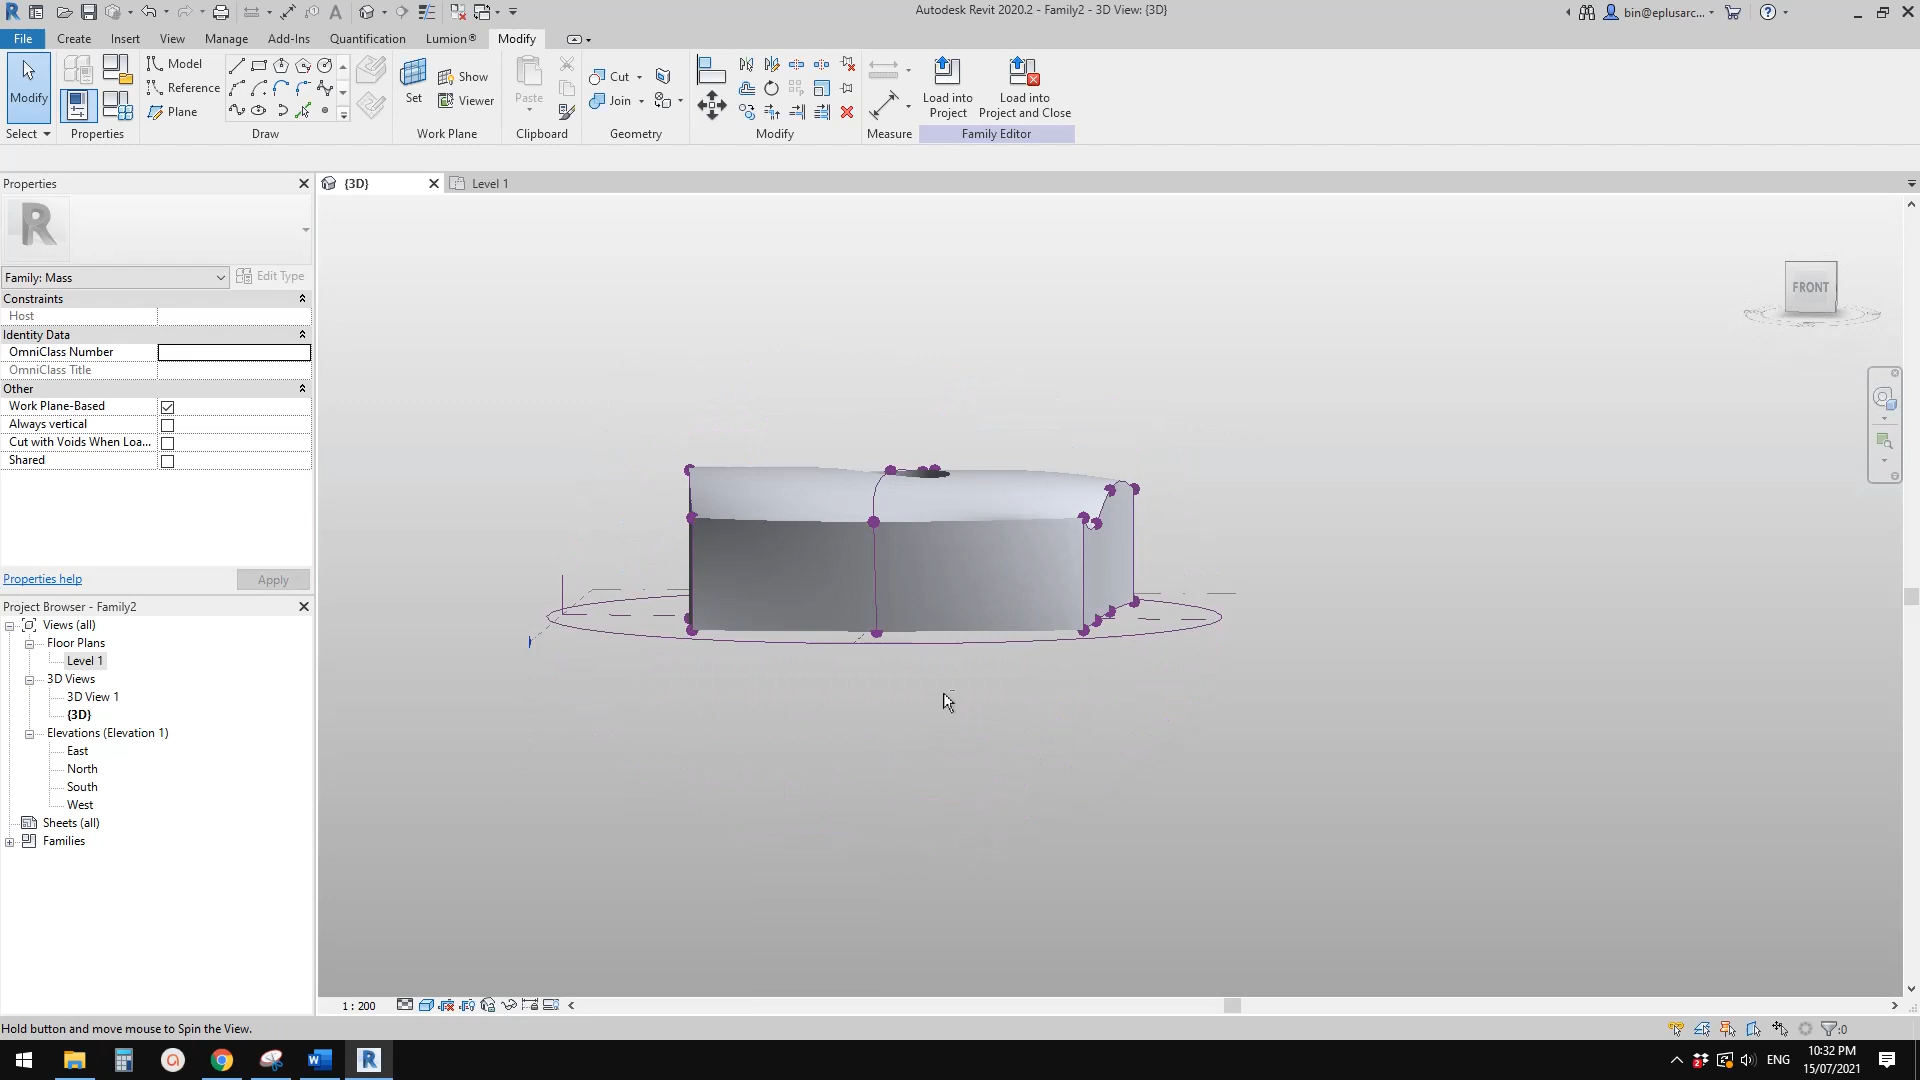 Autodesk Revit 2020.2 - Family2 - 3D View: {3D}
bin@eplusarc...
File
Create
Insert
View
Manage
Add-Ins
Quantification
Lumion®
Modify
Modify
Model
Reference
Plane
Set
Show
Viewer
Paste
Cut
Join
Load into
Project
Load into
Project and Close
Select
Properties
Draw
Work Plane
Clipboard
Geometry
Modify
Measure
Family Editor
Properties
{3D}
Level 1
R
Family: Mass
Edit Type
Constraints
Host
Identity Data
OmniClass Number
OmniClass Title
Other
Work Plane-Based
Always vertical
Cut with Voids When Loa...
Shared
FRONT
Properties help
Apply
Project Browser - Family2
Views (all)
Floor Plans
Level 1
3D Views
3D View 1
{3D}
Elevations (Elevation 1)
East
North
South
West
Sheets (all)
Families
1 : 200
Hold button and move mouse to Spin the View.
:0
ENG
10:32 PM
15/07/2021